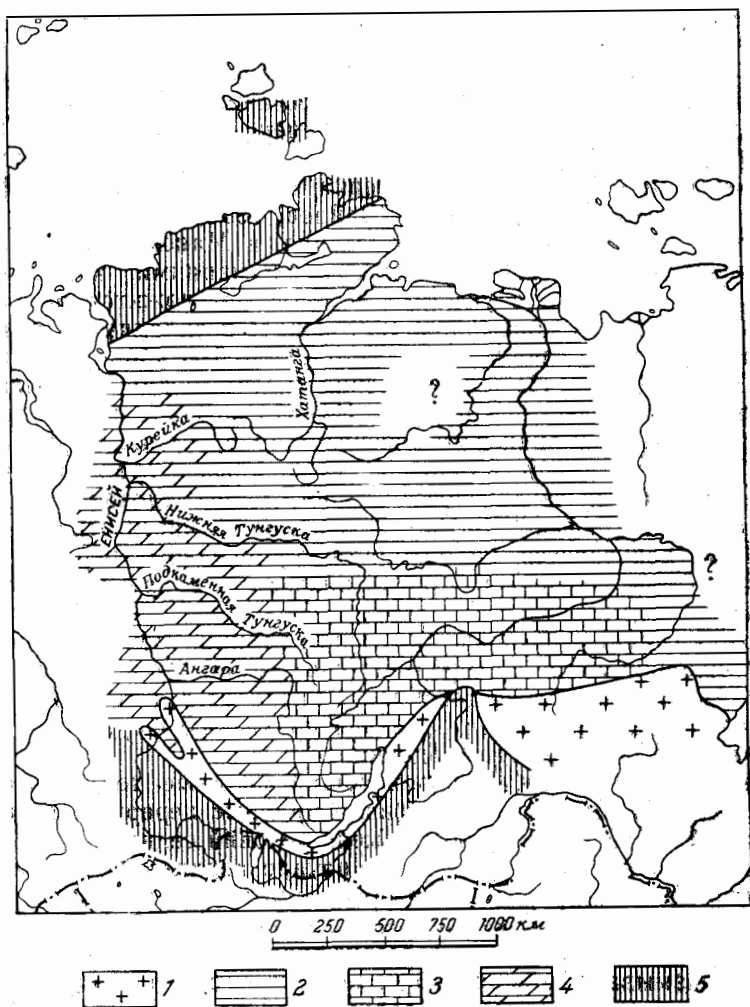 Хатанга
?
Курейка
ЕНИСЕЙ
Нижняя Тунгуска
?
Подкаменная
Тунгуска
Ангара
0 250 500 750 1000 км
1 2 3 4 5